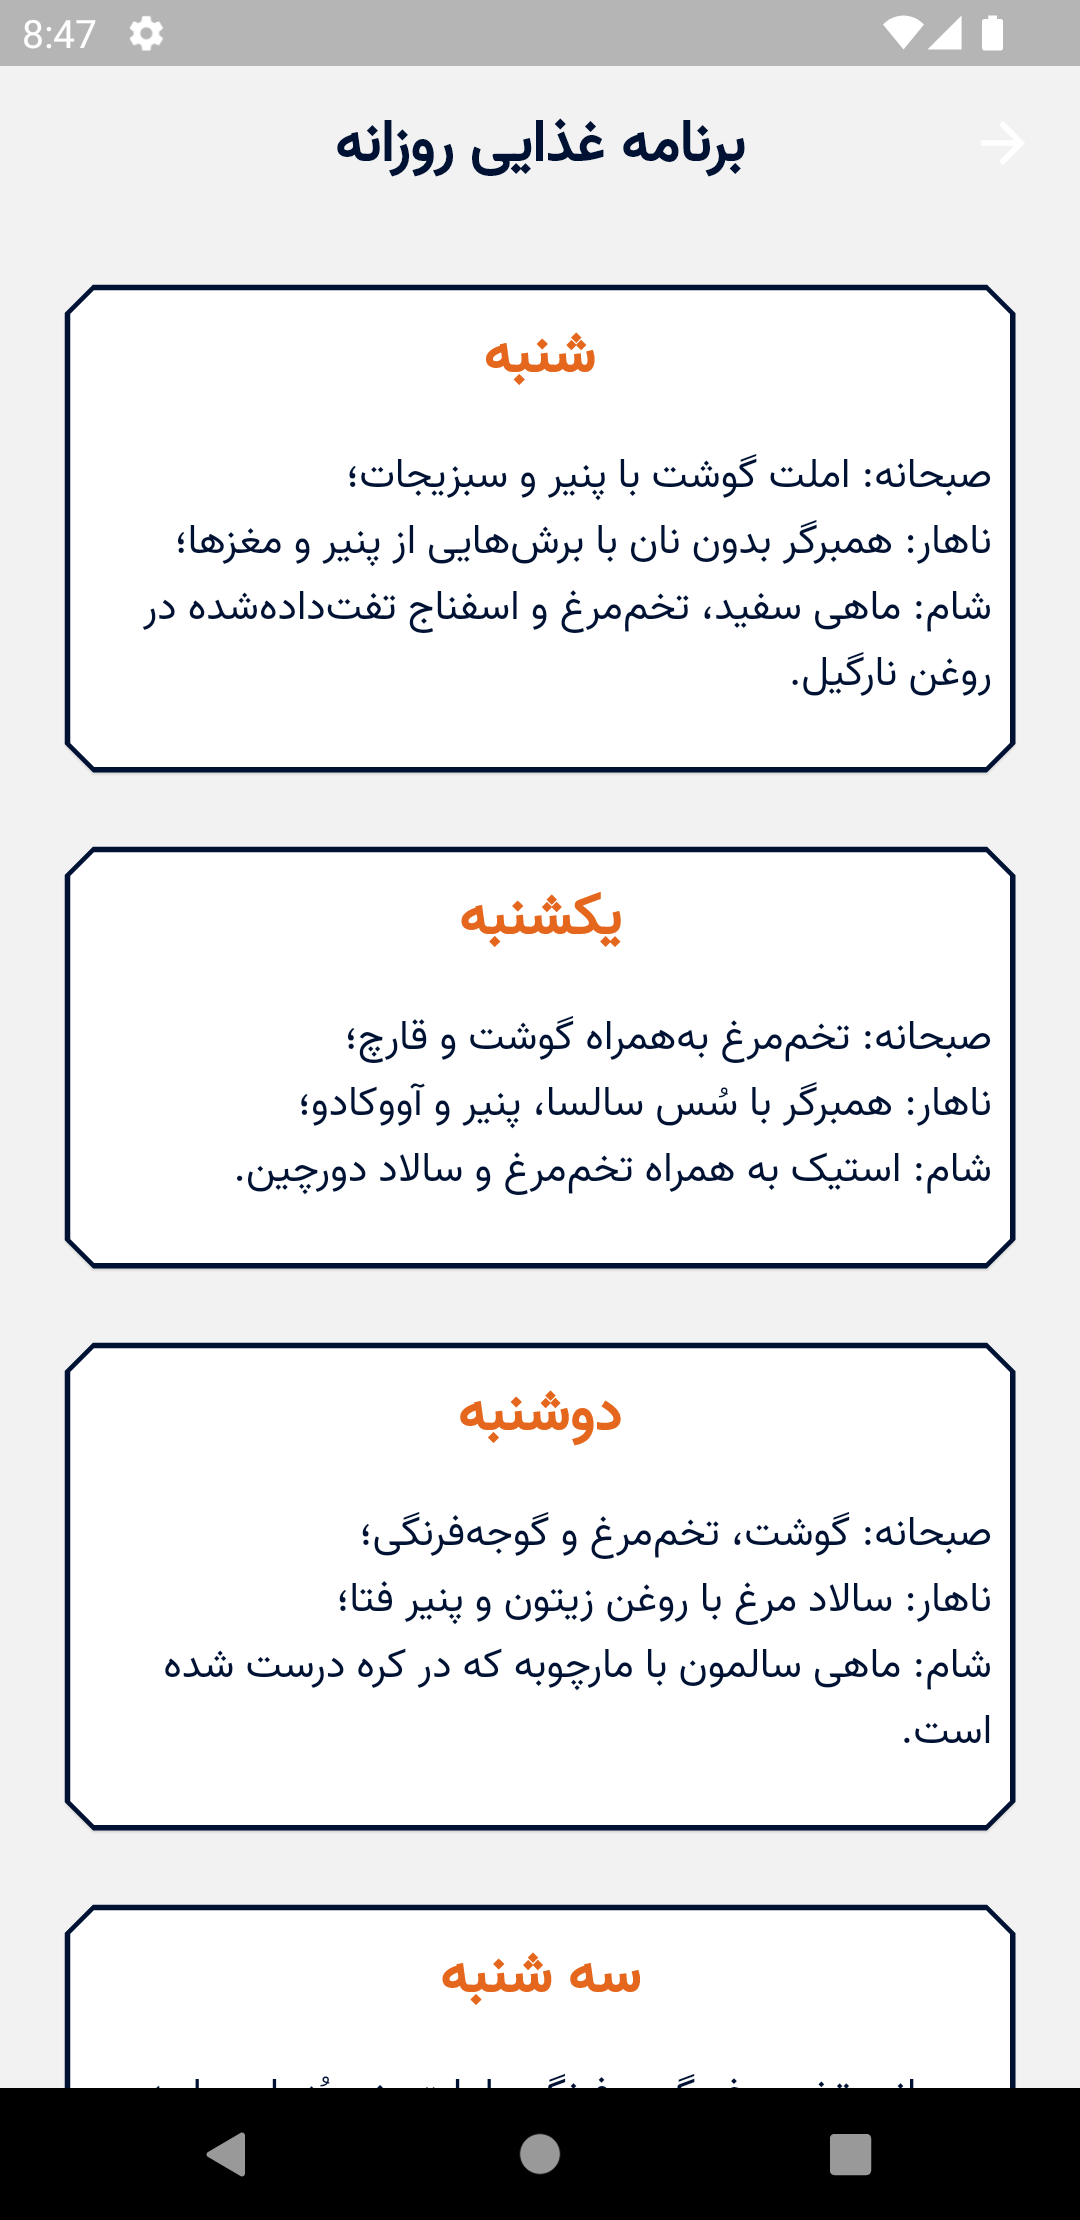 8:47
برنامه غذایی روزانه
شنبه
صبحانه: املت گوشت با پنیر و سبزیجات؛
ناهار: همبرگر بدون نان با برش‌هایی از پنیر و مغزها؛
شام: ماهی سفید، تخم‌مرغ و اسفناج تفت‌داده‌شده در
روغن نارگیل.
یکشنبه
صبحانه: تخم‌مرغ به‌همراه گوشت و قارچ؛
ناهار: همبرگر با سُس سالسا، پنیر و آووکادو؛
شام: استیک به همراه تخم‌مرغ و سالاد دورچین.
دوشنبه
صبحانه: گوشت، تخم‌مرغ و گوجه‌فرنگی؛
ناهار: سالاد مرغ با روغن زیتون و پنیر فتا؛
شام: ماهی سالمون با مارچوبه که در کره درست شده
است.
سه شنبه